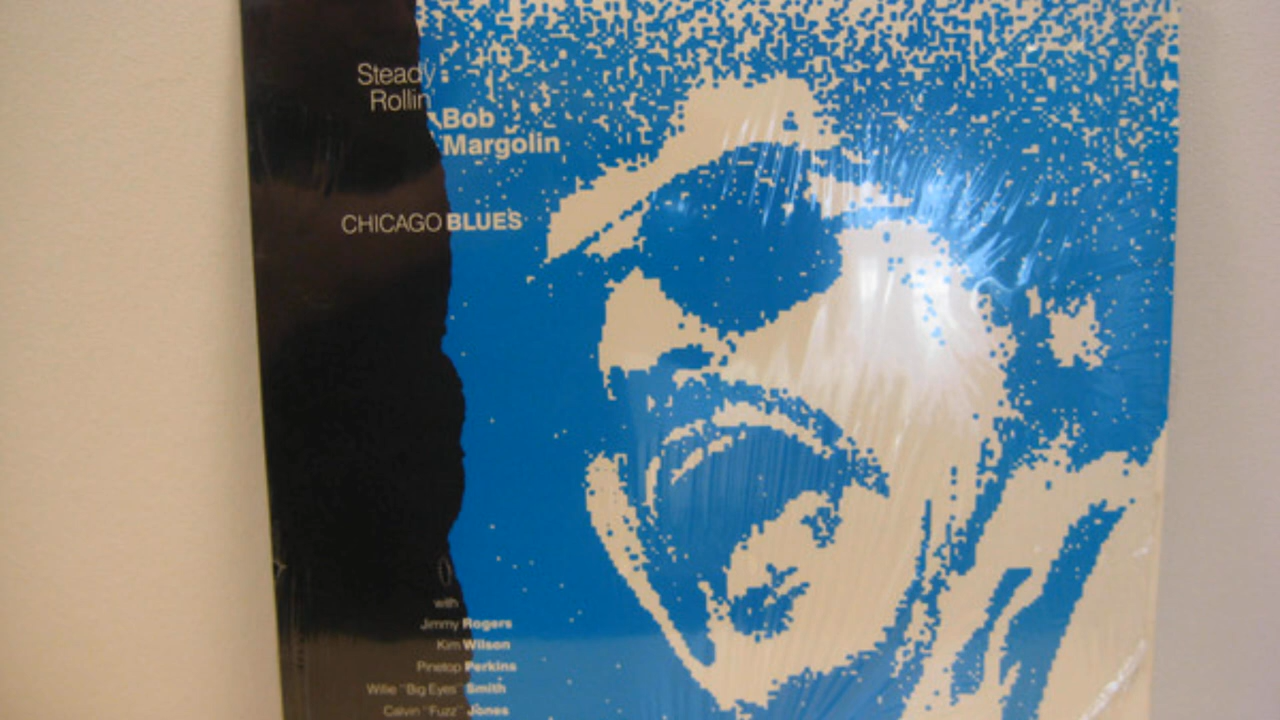 Steady
Rollin'
Bob
Margolin
CHICAGO BLUES
with
Jimmy Rogers
Kim Wilson
Pinetop Perkins
Willie "Big Eyes" Smith
Calvin "Fuzz" Jones